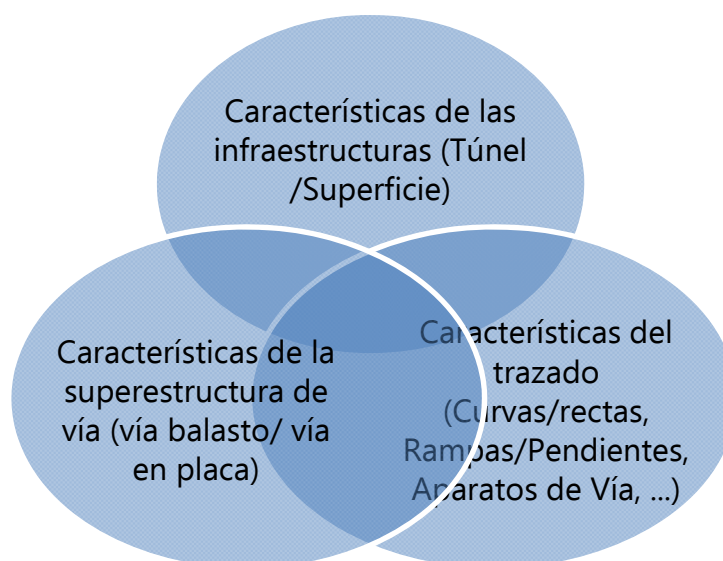 Características de las
infraestructuras (Túnel
/Superficie)
Características de la
superestructura de
vía (vía balasto/ vía
en placa)
Características del
trazado
(Curvas/rectas,
Rampas/Pendientes,
Aparatos de Vía, ...)